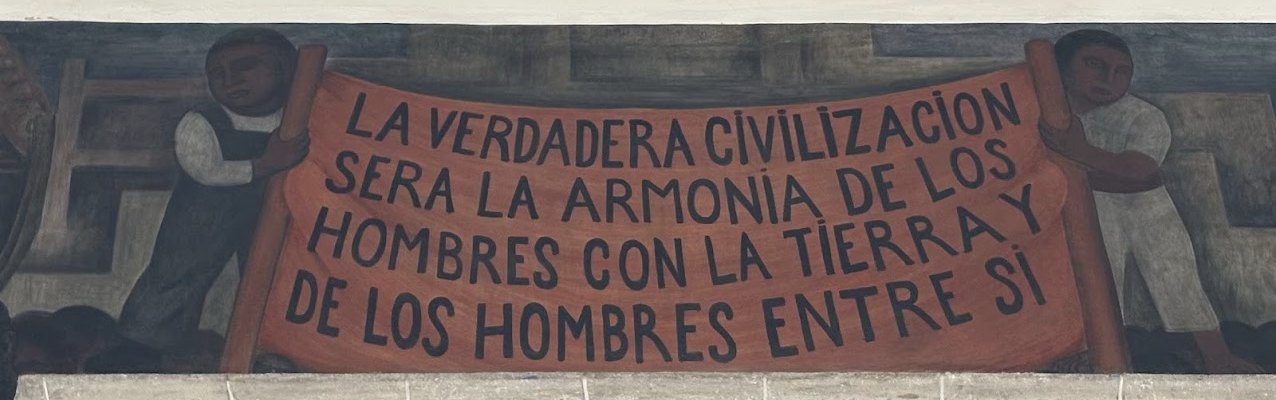 LA VERDADERA CiViLiZACiON
SERA LA ARMONiA DE LOS
HOMBRES CON LA TiERRA Y
DE LOS HOMBRES ENTRE Si